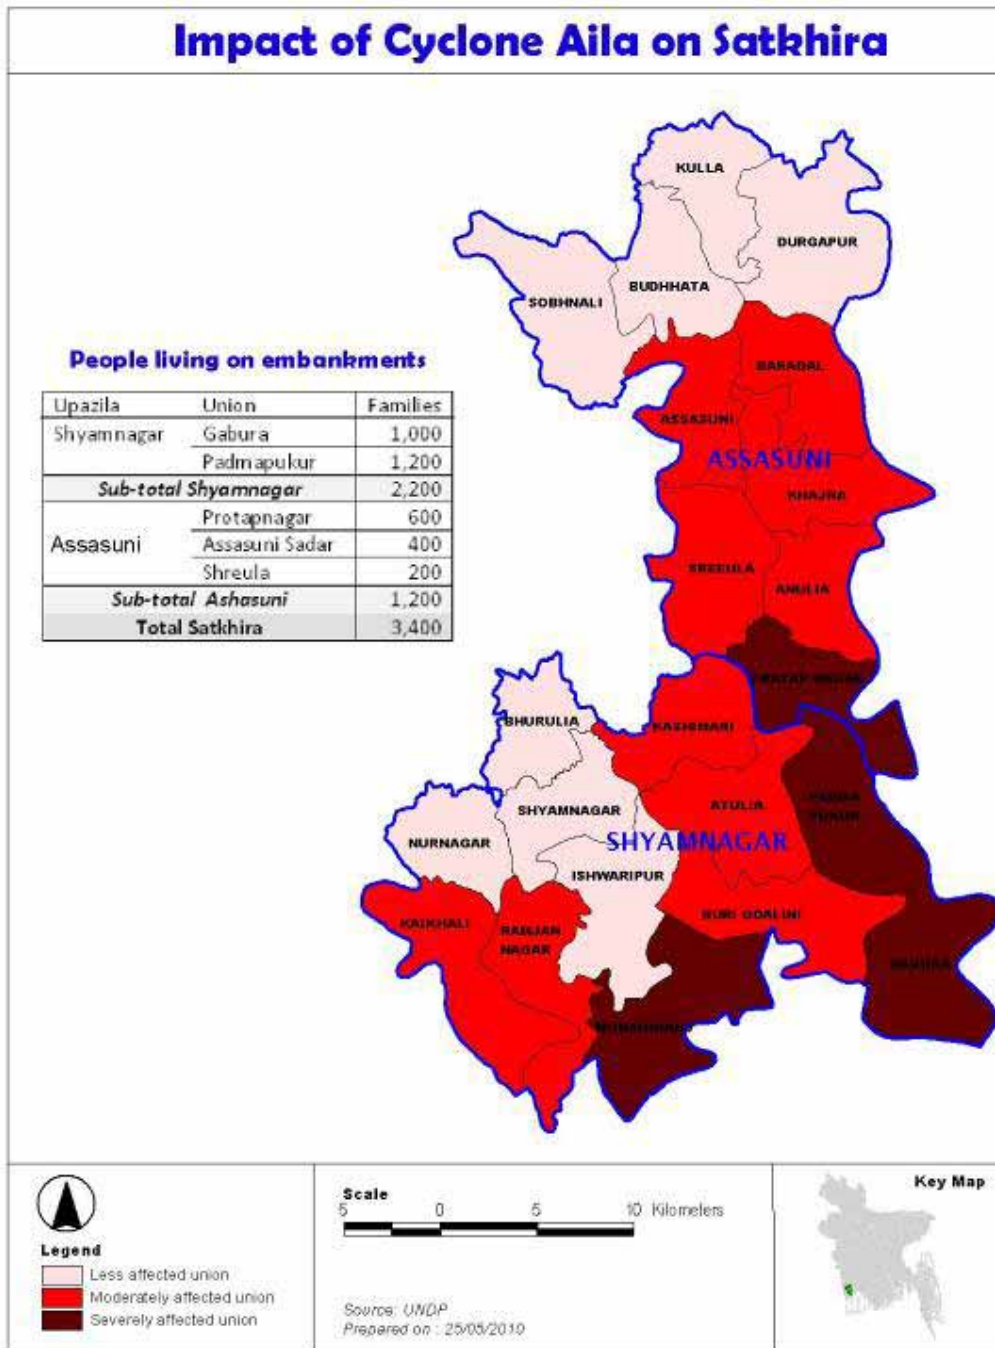 Impact of Cyclone Aila on Satkhira
KULLA
DURGAPUR
BUDHHATA
SOBHNALI
People living on embankments
Upazila Union Families
Shyamnagar Gabura 1,000
Padmapukur 1,200
Sub-total Shyamnagar 2,200
Protapnagar 600
Assasuni Assasuni Sadar 400
Shreula 200
Sub-total Ashasuni 1,200
Total Satkhira 3,400
BARADAL
ASSASUNI
ASSASUNI
KHAJRA
SREEULA
ANULIA
BHURULIA
KASHIMARI
SHYAMNAGAR
ATULIA
SHYAMNAGAR
NURNAGAR
ISHWARIPUR
KAIKHALI
NAGAR
BURI GOALINI
Legend
Less affected union
Moderately affected union
Severely affected union
Scale
5 0 5 10 Kilometers
Source: UNDP
Prepared on : 25/05/2010
Key Map